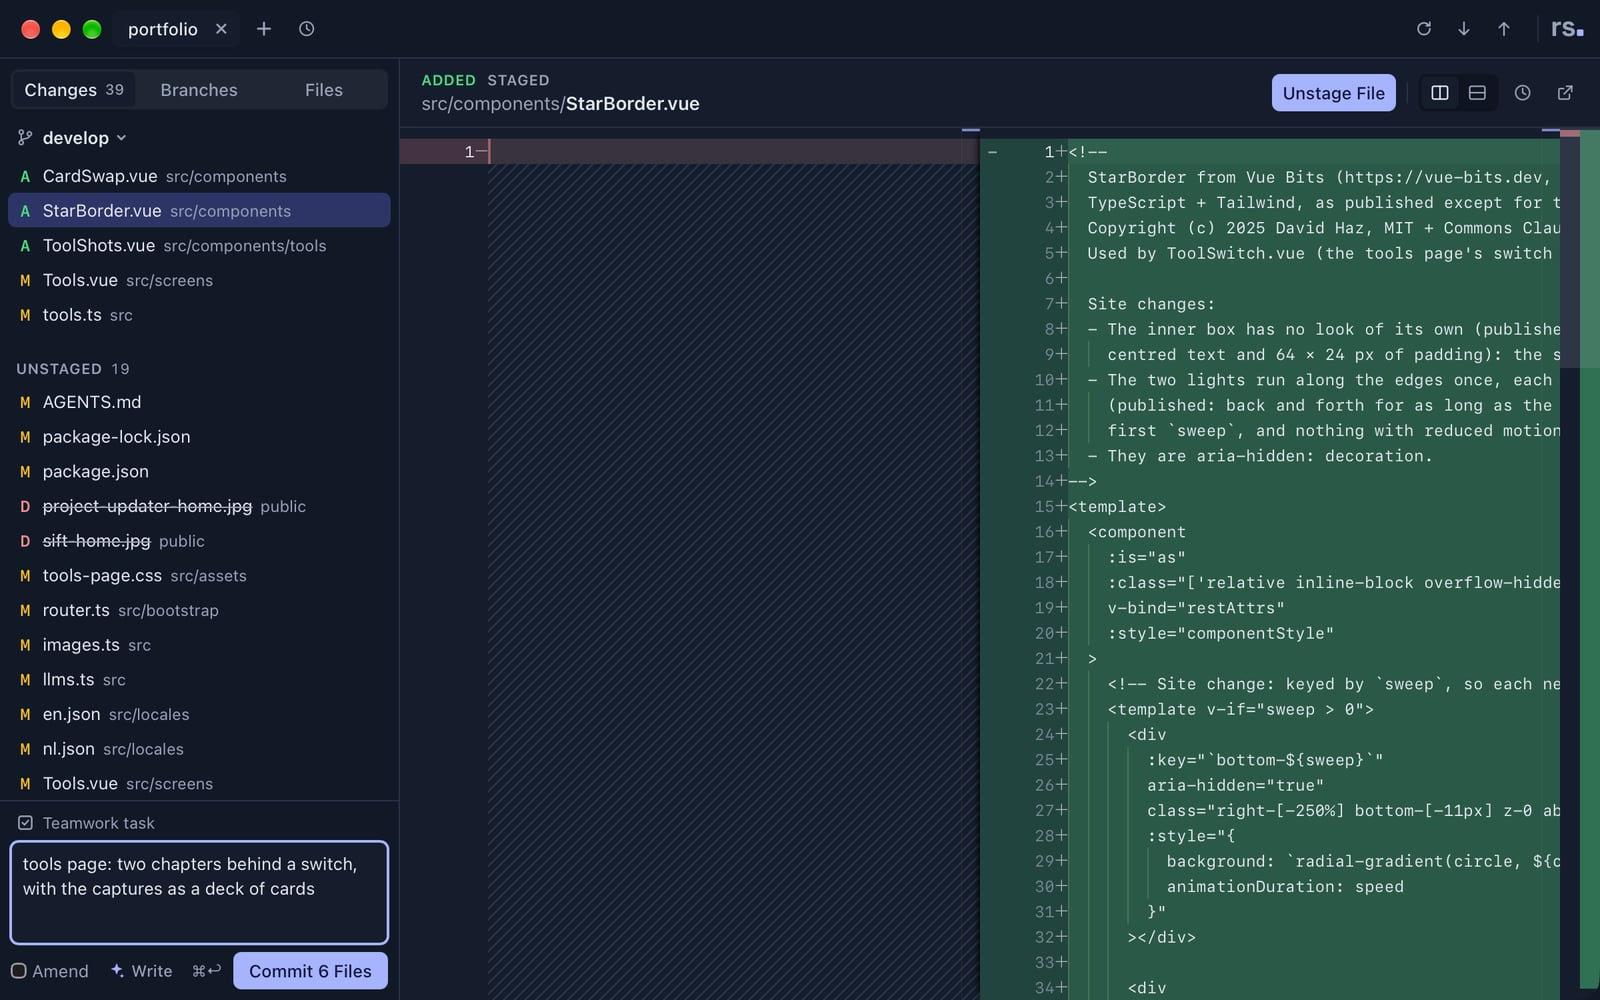 portfolio
rs.
Changes 39
Branches
Files
develop
A CardSwap.vue src/components
A StarBorder.vue src/components
A ToolShots.vue src/components/tools
M Tools.vue src/screens
M tools.ts src
UNSTAGED 19
M AGENTS.md
M package-lock.json
M package.json
D project-updater-home.jpg public
D sift-home.jpg public
M tools-page.css src/assets
M router.ts src/bootstrap
M images.ts src
M llms.ts src
M en.json src/locales
M nl.json src/locales
M Tools.vue src/screens
Teamwork task
tools page: two chapters behind a switch,
with the captures as a deck of cards
Amend
Write
⌘↩
Commit 6 Files
ADDED STAGED
src/components/StarBorder.vue
Unstage File
1—
— 1+<!--
2+ StarBorder from Vue Bits (https://vue-bits.dev,
3+ TypeScript + Tailwind, as published except for t
4+ Copyright (c) 2025 David Haz, MIT + Commons Clau
5+ Used by ToolSwitch.vue (the tools page's switch
6+
7+ Site changes:
8+ - The inner box has no look of its own (publishe
9+ centred text and 64 × 24 px of padding): the s
10+ - The two lights run along the edges once, each
11+ (published: back and forth for as long as the
12+ first `sweep`, and nothing with reduced motion
13+ - They are aria-hidden: decoration.
14+-->
15+<template>
16+ <component
17+ :is="as"
18+ :class="['relative inline-block overflow-hidde
19+ v-bind="restAttrs"
20+ :style="componentStyle"
21+ >
22+ <!-- Site change: keyed by `sweep`, so each ne
23+ <template v-if="sweep > 0">
24+ <div
25+ :key="`bottom-${sweep}`"
26+ aria-hidden="true"
27+ class="right-[-250%] bottom-[-11px] z-0 ab
28+ :style="{
29+ background: `radial-gradient(circle, ${c
30+ animationDuration: speed
31+ }"
32+ ></div>
33+
34+ <div